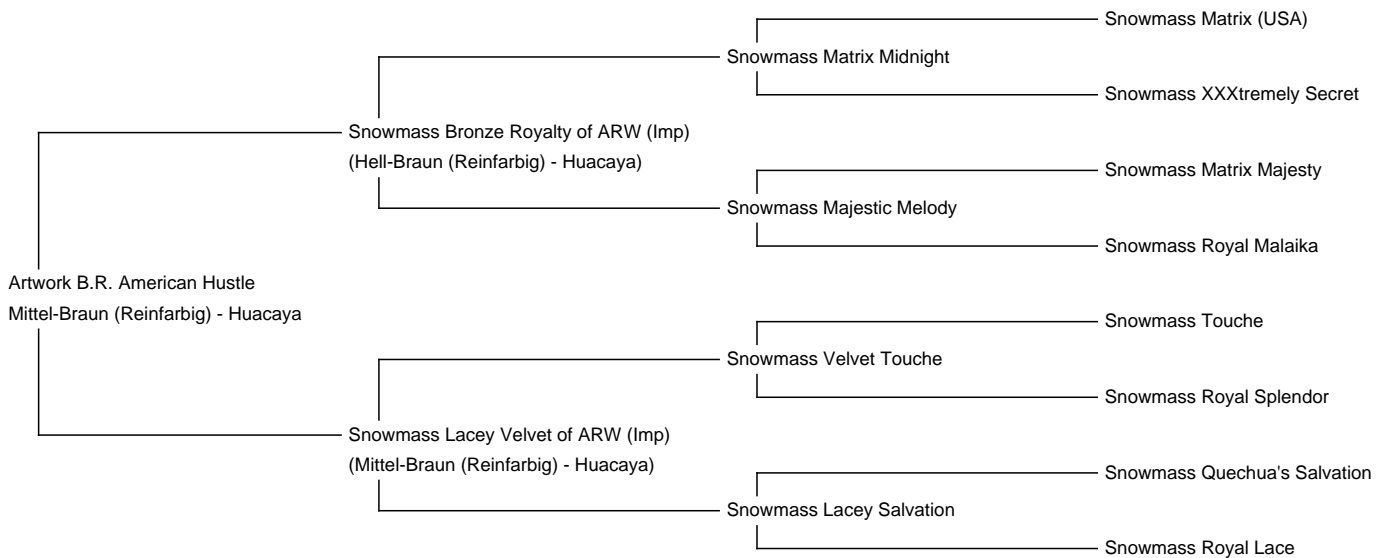 Snowmass Matrix (USA)
Snowmass Matrix Midnight
Snowmass XXXtremely Secret
Snowmass Bronze Royalty of ARW (Imp)
(Hell-Braun (Reinfarbig) - Huacaya)
Snowmass Matrix Majesty
Snowmass Majestic Melody
Snowmass Royal Malaika
Artwork B.R. American Hustle
Mittel-Braun (Reinfarbig) - Huacaya
Snowmass Touche
Snowmass Velvet Touche
Snowmass Royal Splendor
Snowmass Lacey Velvet of ARW (Imp)
(Mittel-Braun (Reinfarbig) - Huacaya)
Snowmass Quechua's Salvation
Snowmass Lacey Salvation
Snowmass Royal Lace